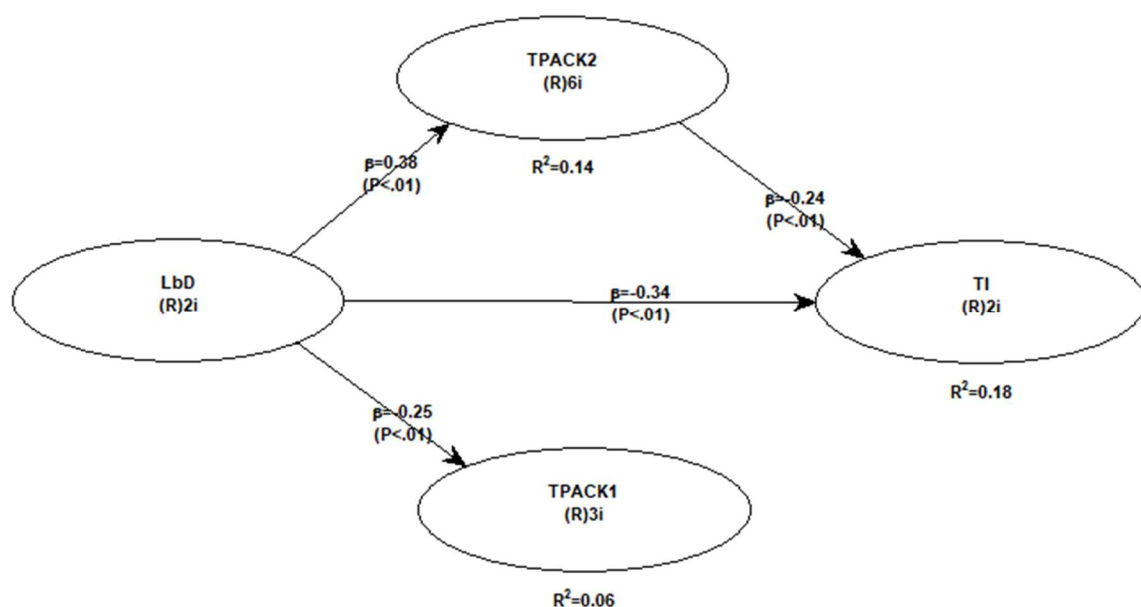 TPACK2
(R)6i
R²=0.14
β=0.38
(P<.01)
β=-0.24
(P<.01)
LbD
(R)2i
β=-0.34
(P<.01)
TI
(R)2i
R²=0.18
β=-0.25
(P<.01)
TPACK1
(R)3i
R²=0.06